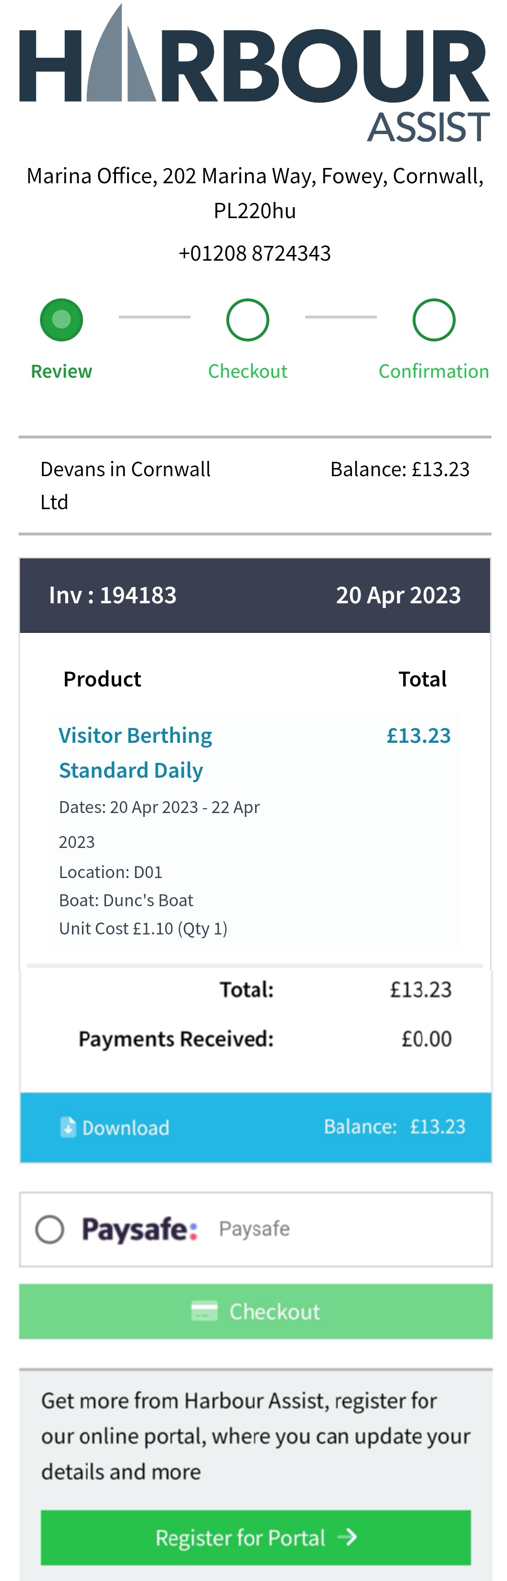 HARBOUR
ASSIST
Marina Office, 202 Marina Way, Fowey, Cornwall,
PL220hu
+01208 8724343
Review Checkout Confirmation
Devans in Cornwall Balance: £13.23
Ltd
Inv : 194183 20 Apr 2023
Product Total
Visitor Berthing £13.23
Standard Daily
Dates: 20 Apr 2023 - 22 Apr
2023
Location: D01
Boat: Dunc's Boat
Unit Cost £1.10 (Qty 1)
Total: £13.23
Payments Received: £0.00
Download Balance: £13.23
Paysafe: Paysafe
Checkout
Get more from Harbour Assist, register for
our online portal, where you can update your
details and more
Register for Portal →